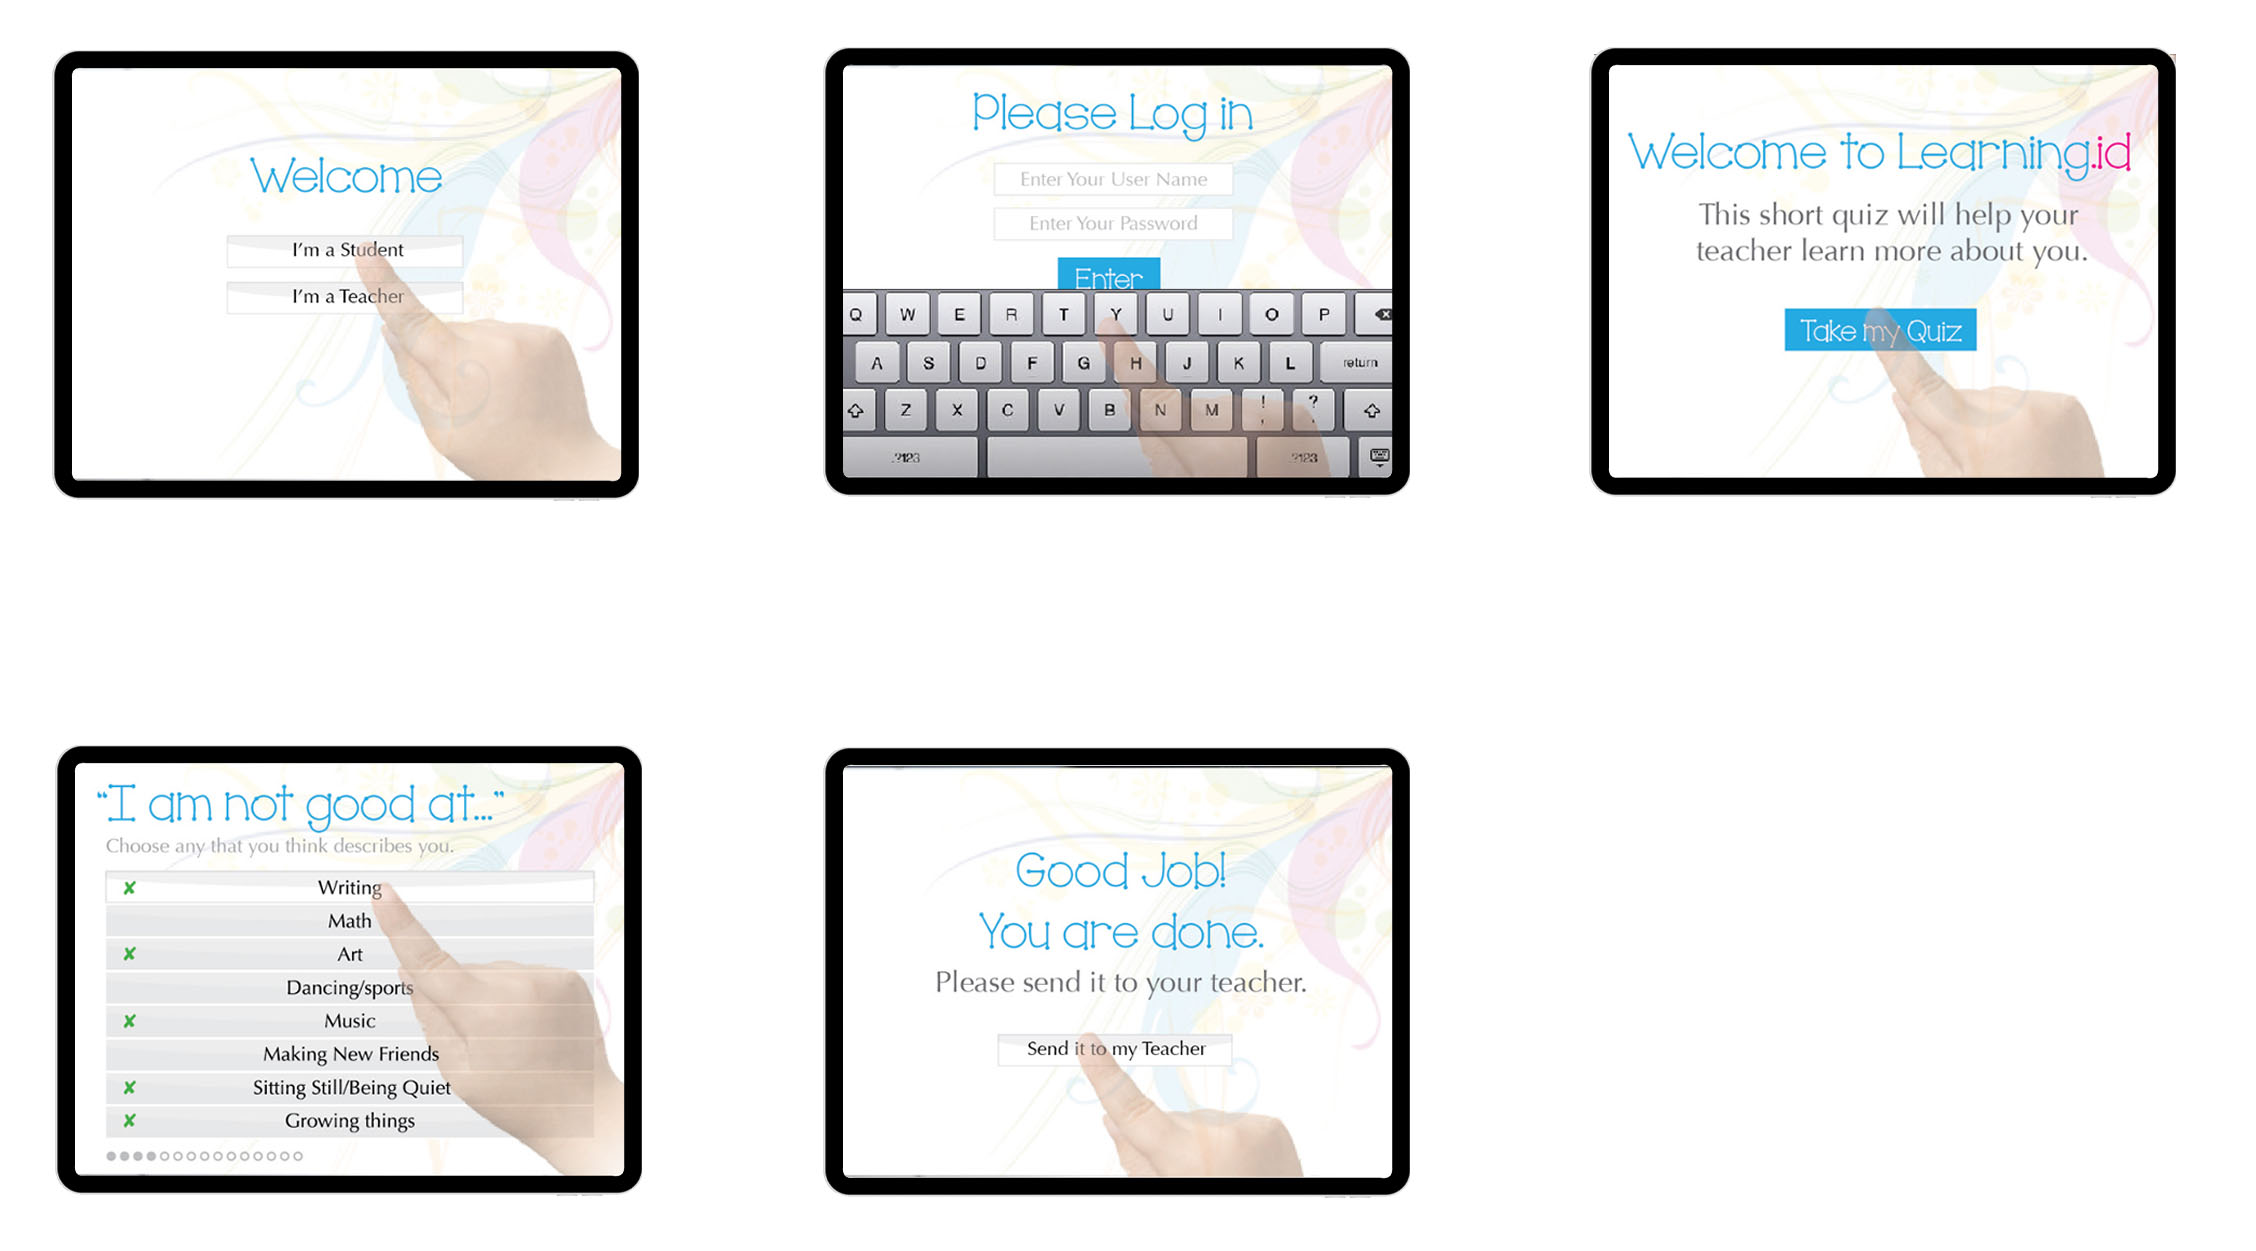 Welcome
I'm a Student
I'm a Teacher
Please Log in
Enter Your User Name
Enter Your Password
Enter
Q W E R T Y U I O P
A S D F G H J K L return
Z X C V B N M ! , ? .
.?123 .?123
Welcome to Learning.id
This short quiz will help your
teacher learn more about you.
Take my Quiz
“I am not good at...”
Choose any that you think describes you.
✘ Writing
Math
✘ Art
Dancing/sports
✘ Music
Making New Friends
✘ Sitting Still/Being Quiet
✘ Growing things
Good Job!
You are done.
Please send it to your teacher.
Send it to my Teacher